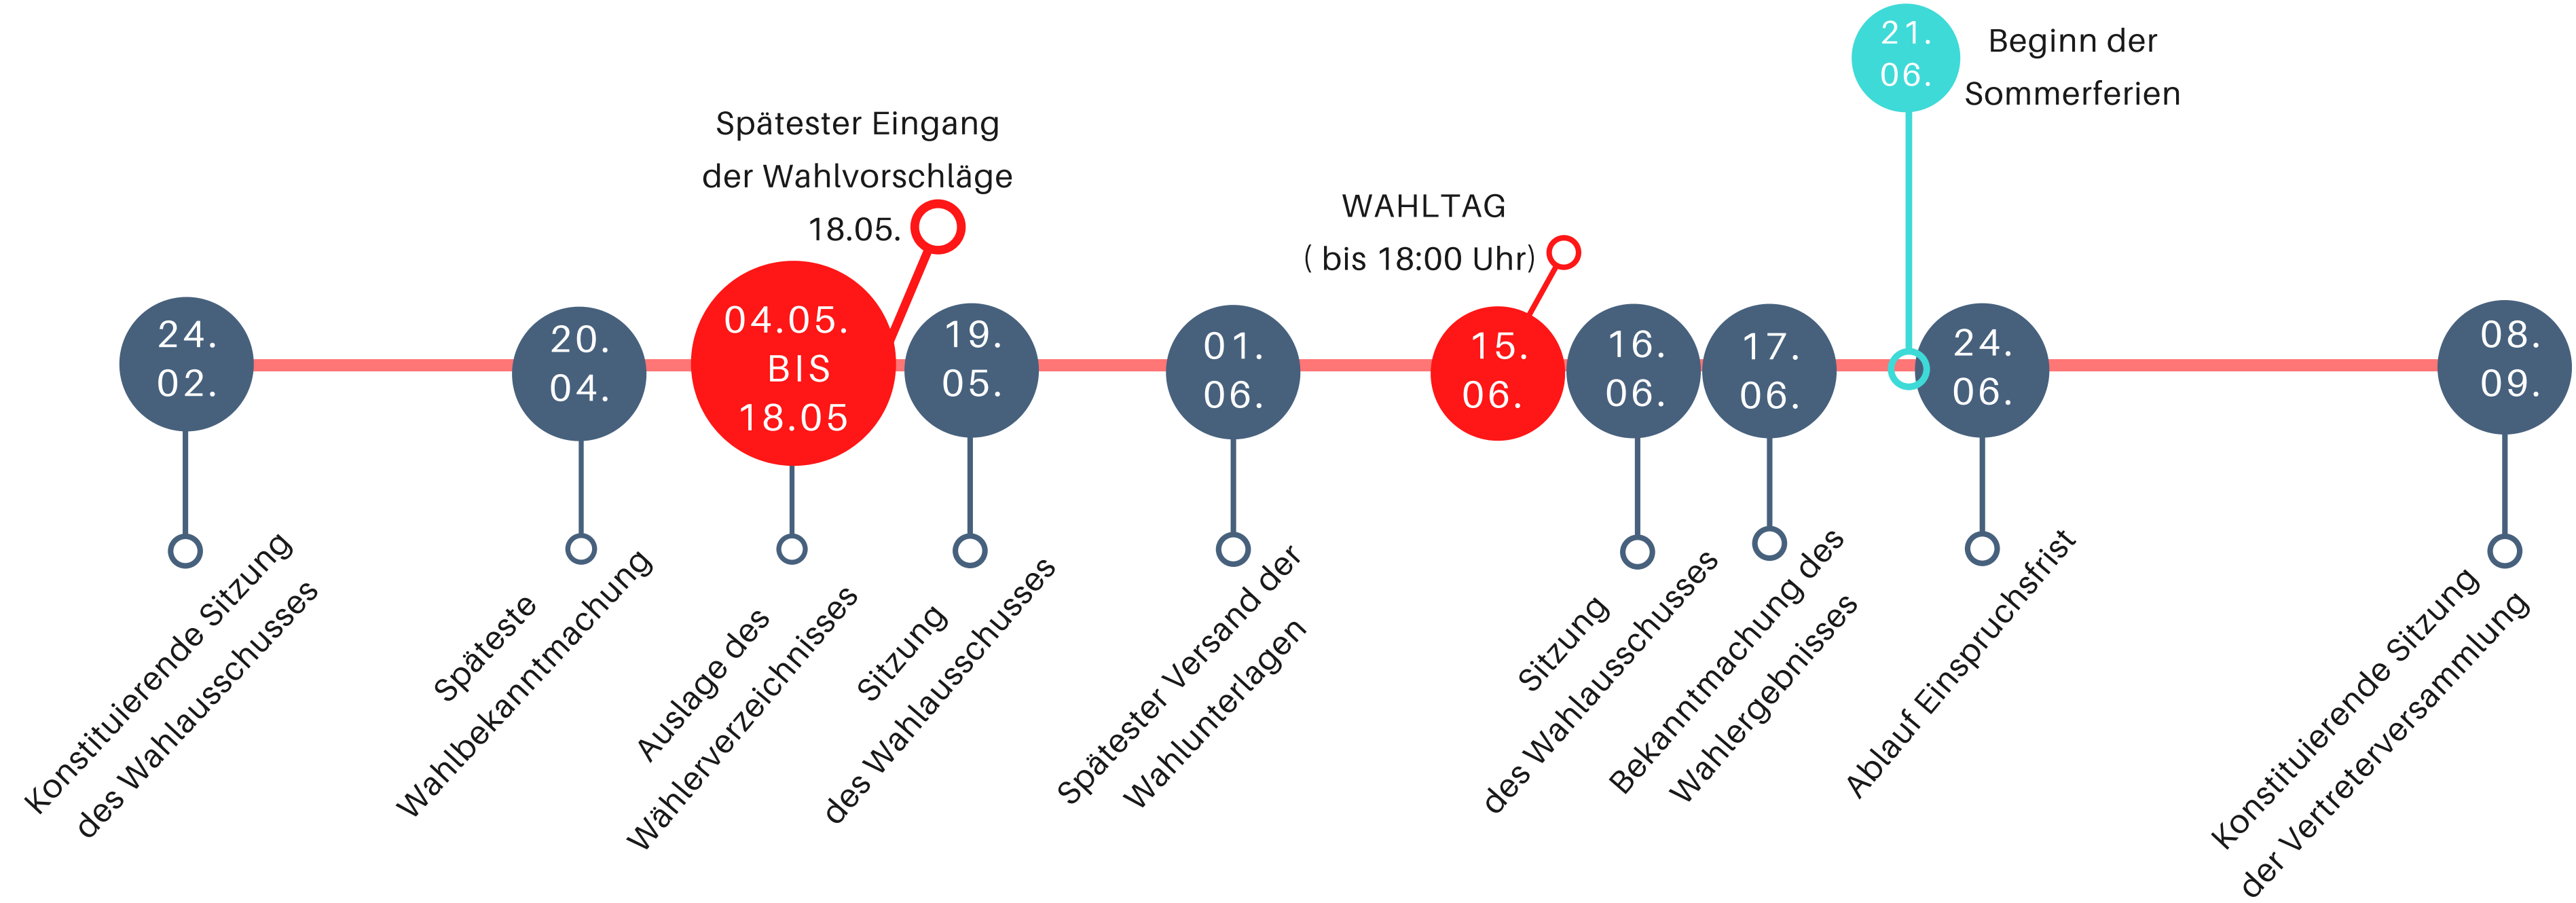 24.
02.
Konstituierende Sitzung
des Wahlausschusses
20.
04.
Späteste
Wahlbekanntmachung
Spätester Eingang
der Wahlvorschläge
18.05.
04.05.
BIS
18.05
Auslage des
Wählerverzeichnisses
19.
05.
Sitzung
des Wahlausschusses
01.
06.
Spätester Versand der
Wahlunterlagen
WAHLTAG
( bis 18:00 Uhr)
15.
06.
16.
06.
Sitzung
des Wahlausschusses
17.
06.
Bekanntmachung des
Wahlergebnisses
21.
06.
Beginn der
Sommerferien
24.
06.
Ablauf Einspruchsfrist
08.
09.
Konstituierende Sitzung
der Vertreterversammlung